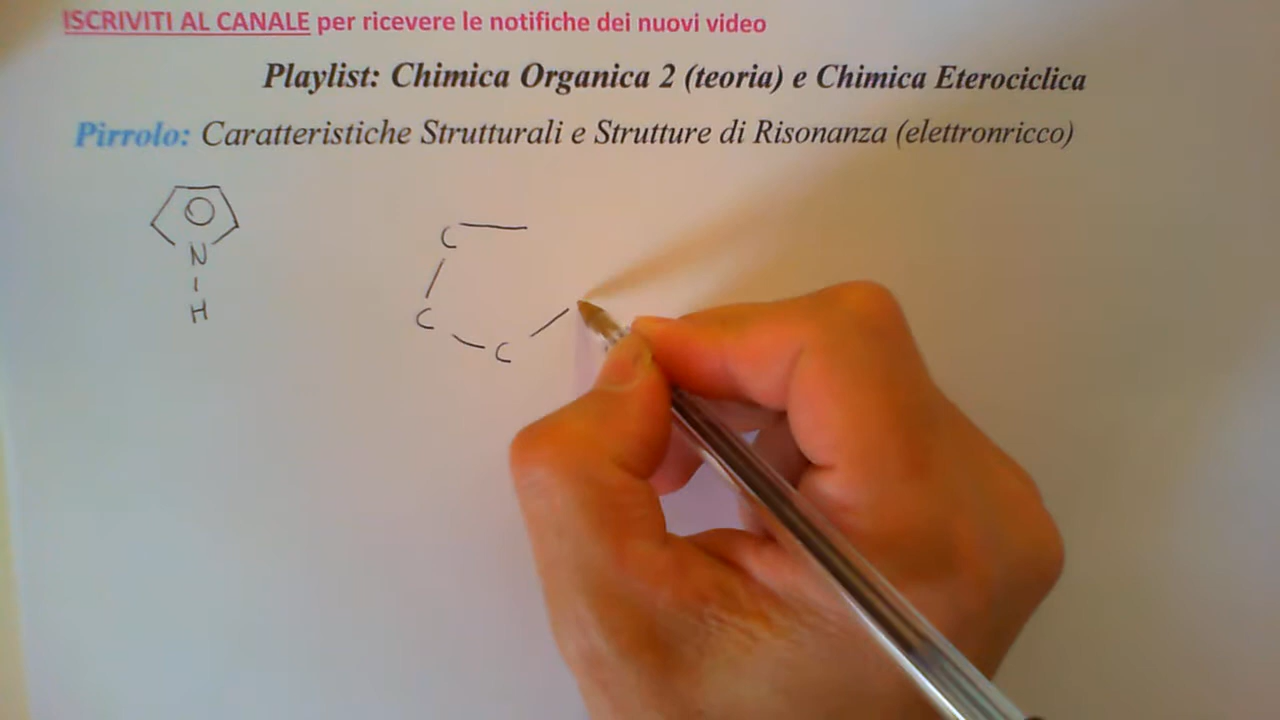 ISCRIVITI AL CANALE per ricevere le notifiche dei nuovi video
Playlist: Chimica Organica 2 (teoria) e Chimica Eterociclica
Pirrolo: Caratteristiche Strutturali e Strutture di Risonanza (elettronricco)
C
N
H
C
C